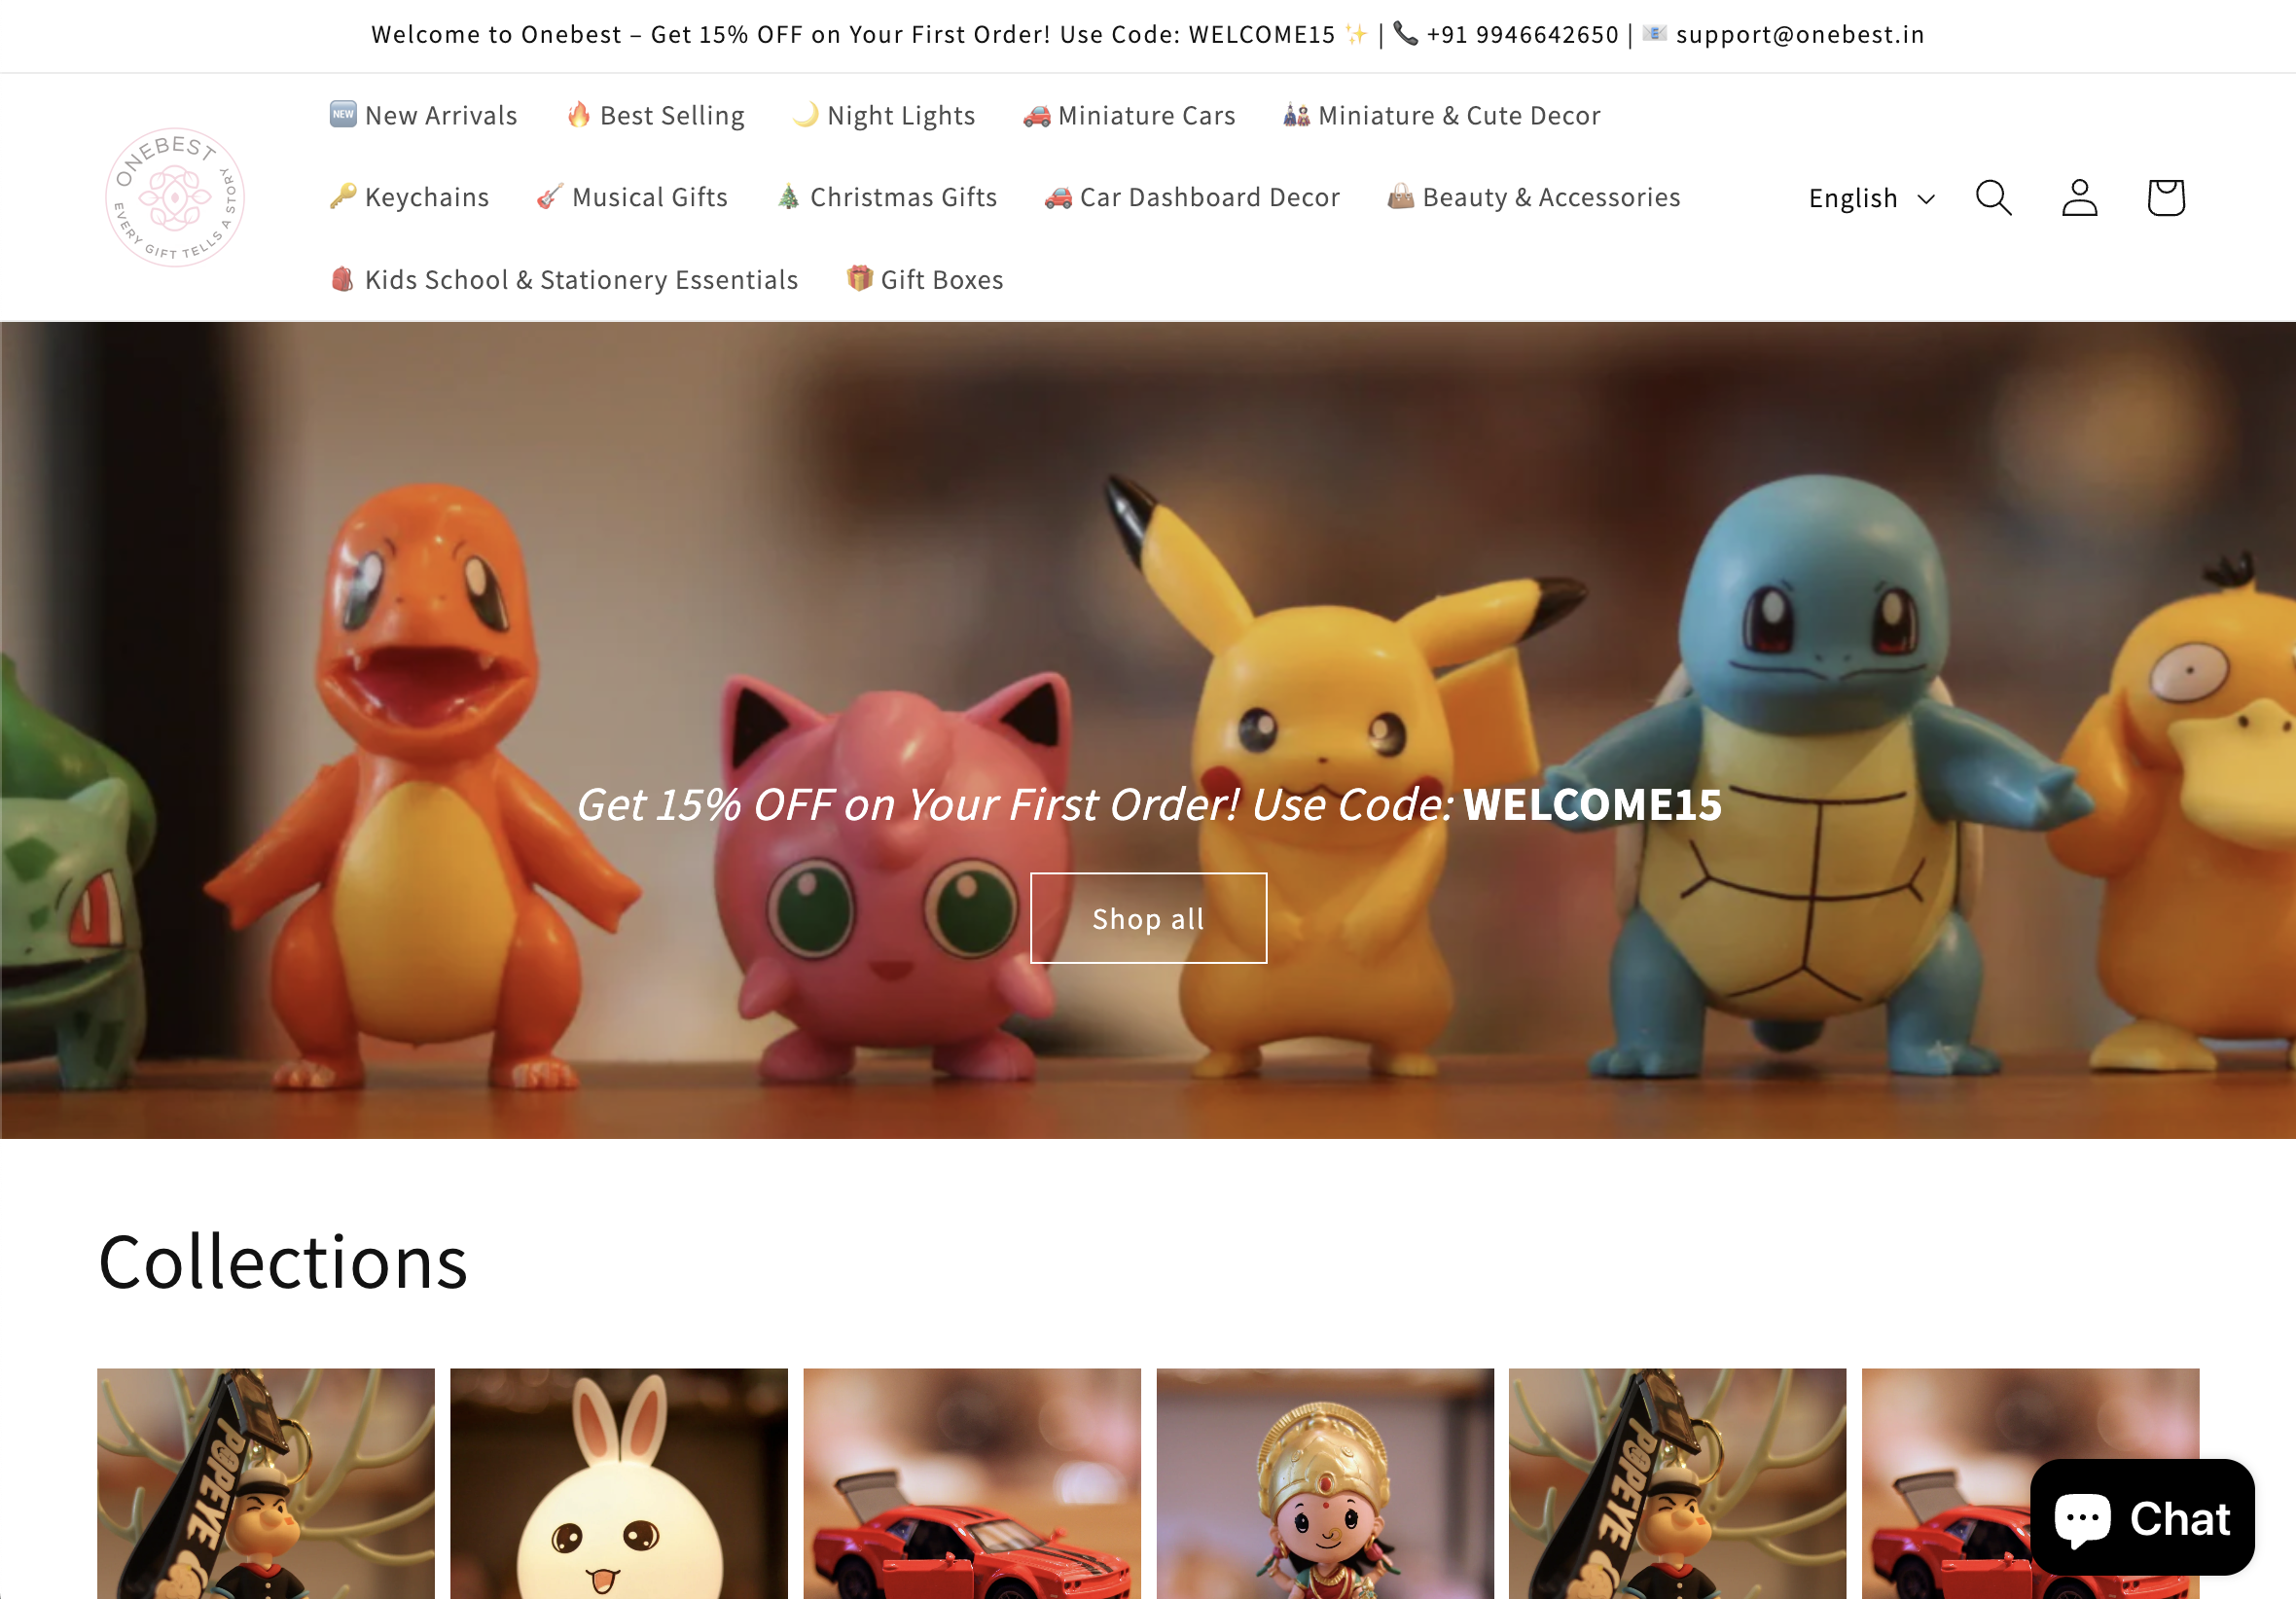 Welcome to Onebest – Get 15% OFF on Your First Order! Use Code: WELCOME15 ✨ | 📞 +91 9946642650 | 📧 support@onebest.in
ONEBEST
EVERY GIFT TELLS A STORY
🆕 New Arrivals 🔥 Best Selling 🌙 Night Lights 🚗 Miniature Cars 🎎 Miniature & Cute Decor
🔑 Keychains 🎸 Musical Gifts 🎄 Christmas Gifts 🚗 Car Dashboard Decor 👜 Beauty & Accessories
🎒 Kids School & Stationery Essentials 🎁 Gift Boxes
English
Get 15% OFF on Your First Order! Use Code: WELCOME15
Shop all
Collections
POPEYE
POPEYE
Chat